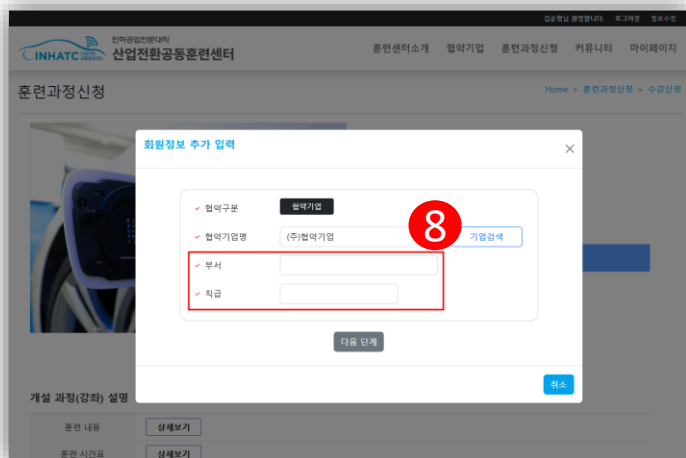 김순형님 환영합니다. 로그아웃 정보수정
INHATC
인하공업전문대학
산업전환공동훈련센터
훈련센터소개 협약기업 훈련과정신청 커뮤니티 마이페이지
훈련과정신청
Home > 훈련과정신청 > 수강신청
회원정보 추가 입력
×
협약구분 협약기업
협약기업명 (주)협약기업 기업검색
8
부서
직급
다음 단계
취소
개설 과정(강좌) 설명
훈련 내용 상세보기
훈련 시간표 상세보기